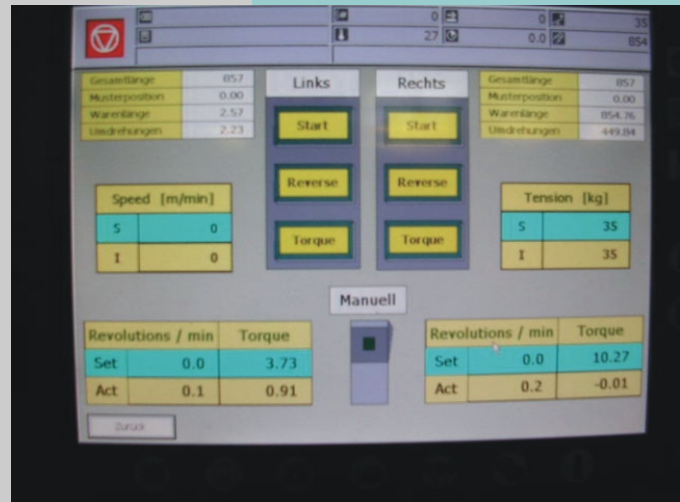 0 0 35
27 0.0 854
Gesamtlänge 857
Musterposition 0.00
Warenlänge 2.57
Umdrehungen 2.23
Links
Start
Reverse
Torque
Rechts
Start
Reverse
Torque
Gesamtlänge 857
Musterposition 0.00
Warenlänge 854.76
Umdrehungen 449.84
Speed [m/min]
S 0
I 0
Tension [kg]
S 35
I 35
Manuell
Revolutions / min Torque
Set 0.0 3.73
Act 0.1 0.91
Revolutions / min Torque
Set 0.0 10.27
Act 0.2 -0.01
Zurück